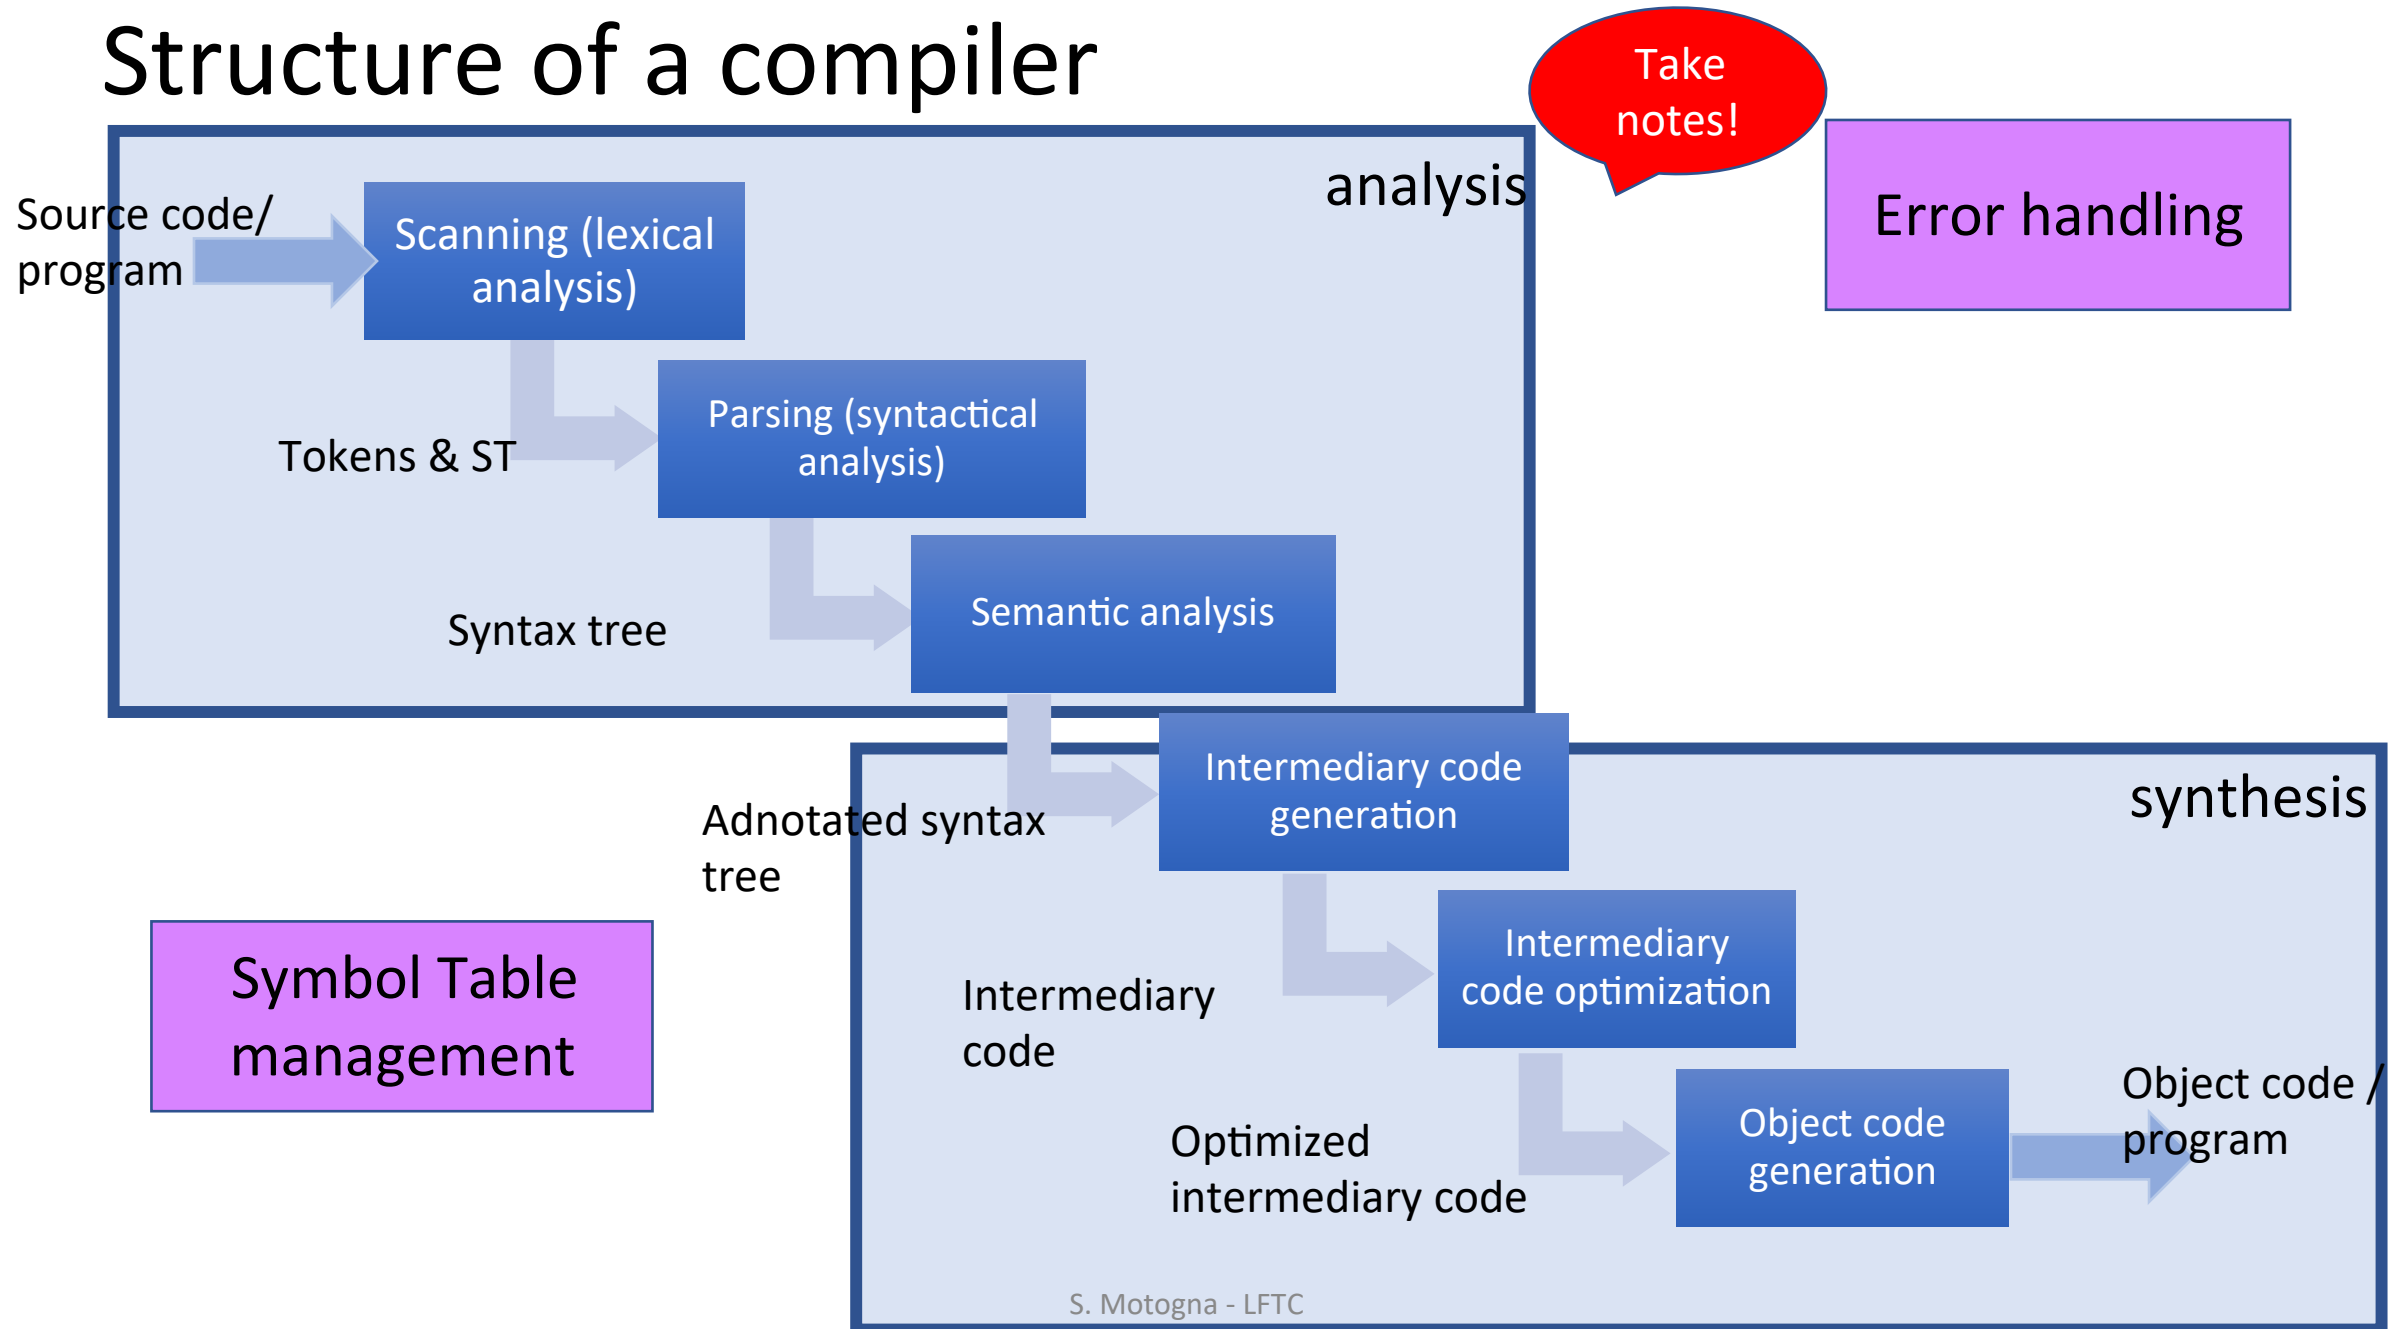 Structure of a compiler
Take
notes!
analysis
Error handling
Source code/
program
Scanning (lexical
analysis)
Tokens & ST
Parsing (syntactical
analysis)
Syntax tree
Semantic analysis
synthesis
Intermediary code
generation
Adnotated syntax
tree
Symbol Table
management
Intermediary
code optimization
Intermediary
code
Object code /
program
Object code
generation
Optimized
intermediary code
S. Motogna - LFTC